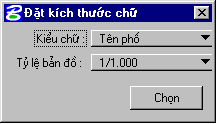 Đặt kích thước chữ
Kiểu chữ : Tên phố
Tỷ lệ bản đồ : 1/1.000
Chọn